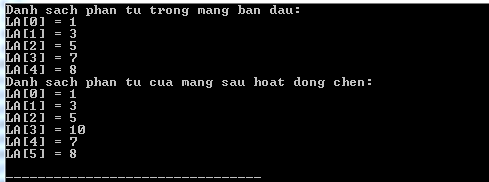 Danh sach phan tu trong mang ban dau:
LA[0] = 1
LA[1] = 3
LA[2] = 5
LA[3] = 7
LA[4] = 8
Danh sach phan tu cua mang sau hoat dong chen:
LA[0] = 1
LA[1] = 3
LA[2] = 5
LA[3] = 10
LA[4] = 7
LA[5] = 8
--------------------------------